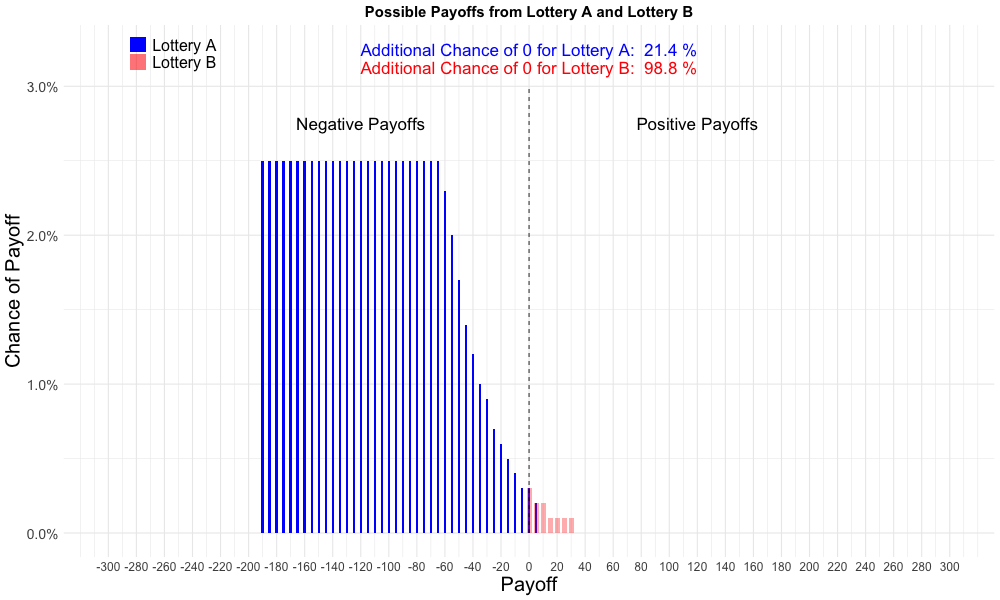 Possible Payoffs from Lottery A and Lottery B
Lottery A
Lottery B
Additional Chance of 0 for Lottery A: 21.4 %
Additional Chance of 0 for Lottery B: 98.8 %
Negative Payoffs
Positive Payoffs
Chance of Payoff
3.0%
2.0%
1.0%
0.0%
-300 -280 -260 -240 -220 -200 -180 -160 -140 -120 -100 -80 -60 -40 -20 0 20 40 60 80 100 120 140 160 180 200 220 240 260 280 300
Payoff